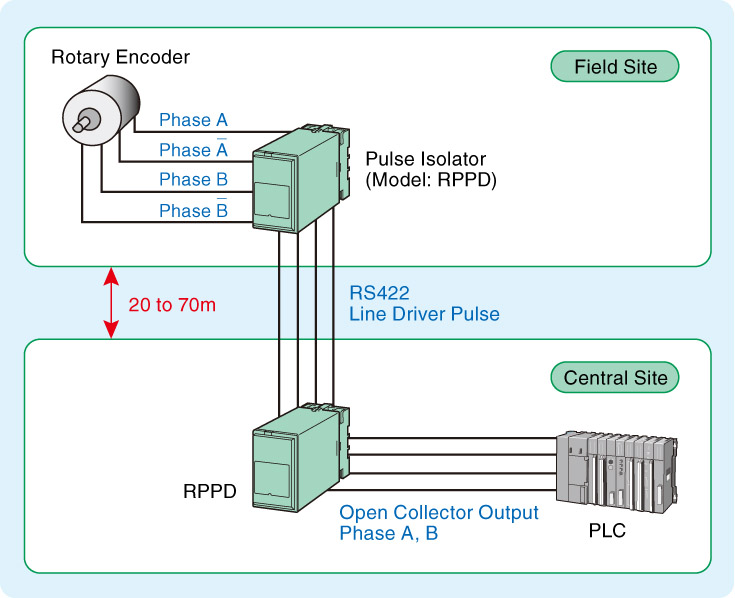 Rotary Encoder
Field Site
Phase A
Phase A̅
Phase B
Phase B̅
Pulse Isolator
(Model: RPPD)
20 to 70m
RS422
Line Driver Pulse
Central Site
RPPD
Open Collector Output
Phase A, B
PLC